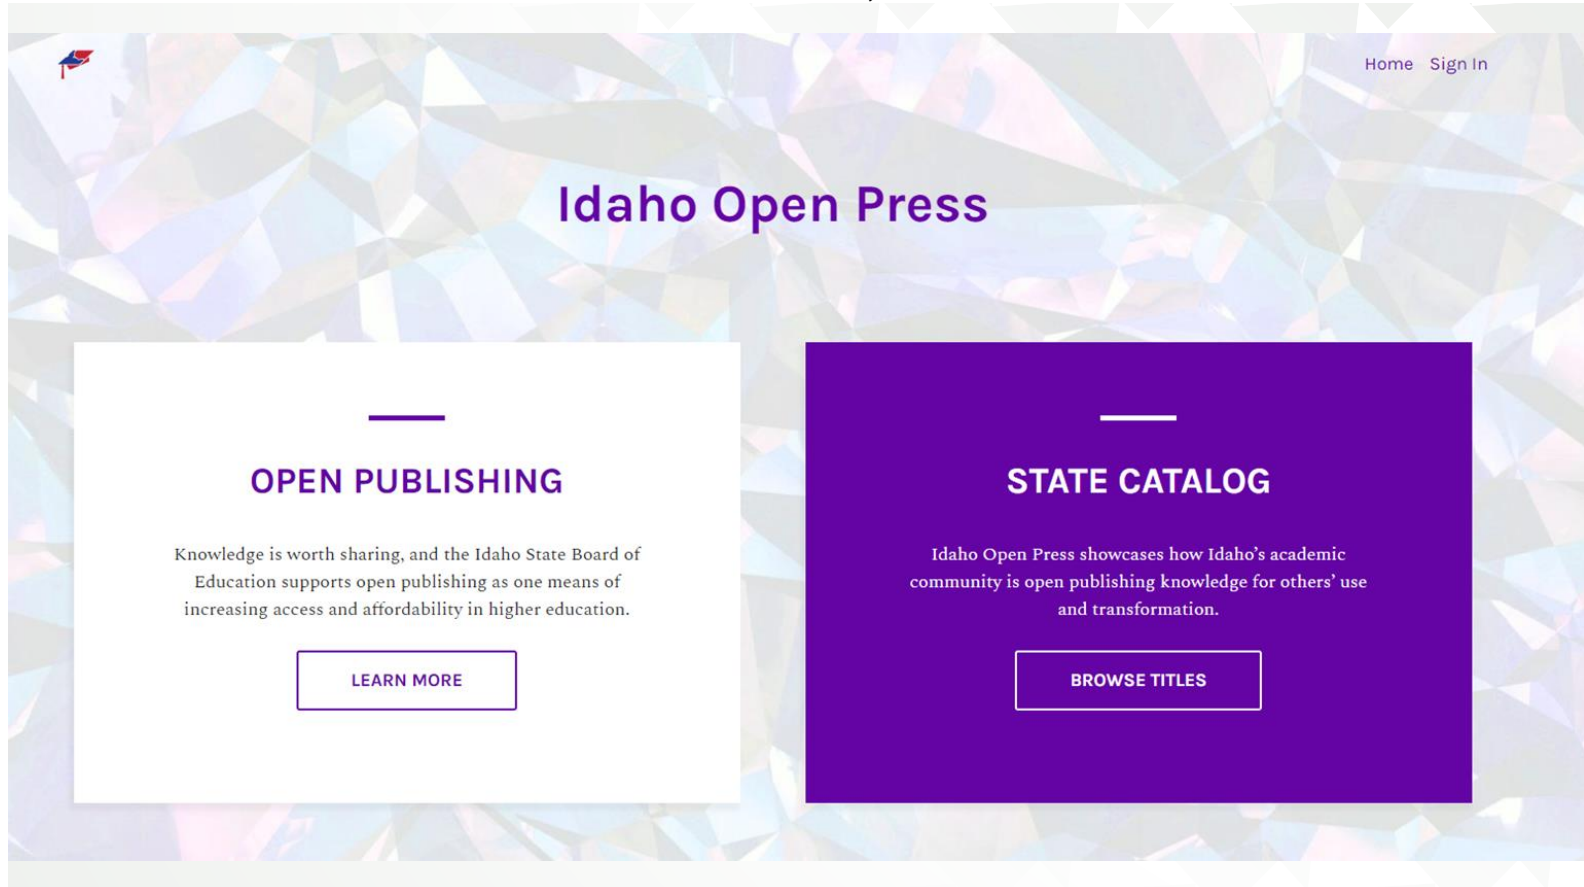 Home Sign In
Idaho Open Press
OPEN PUBLISHING
Knowledge is worth sharing, and the Idaho State Board of
Education supports open publishing as one means of
increasing access and affordability in higher education.
LEARN MORE
STATE CATALOG
Idaho Open Press showcases how Idaho’s academic
community is open publishing knowledge for others’ use
and transformation.
BROWSE TITLES